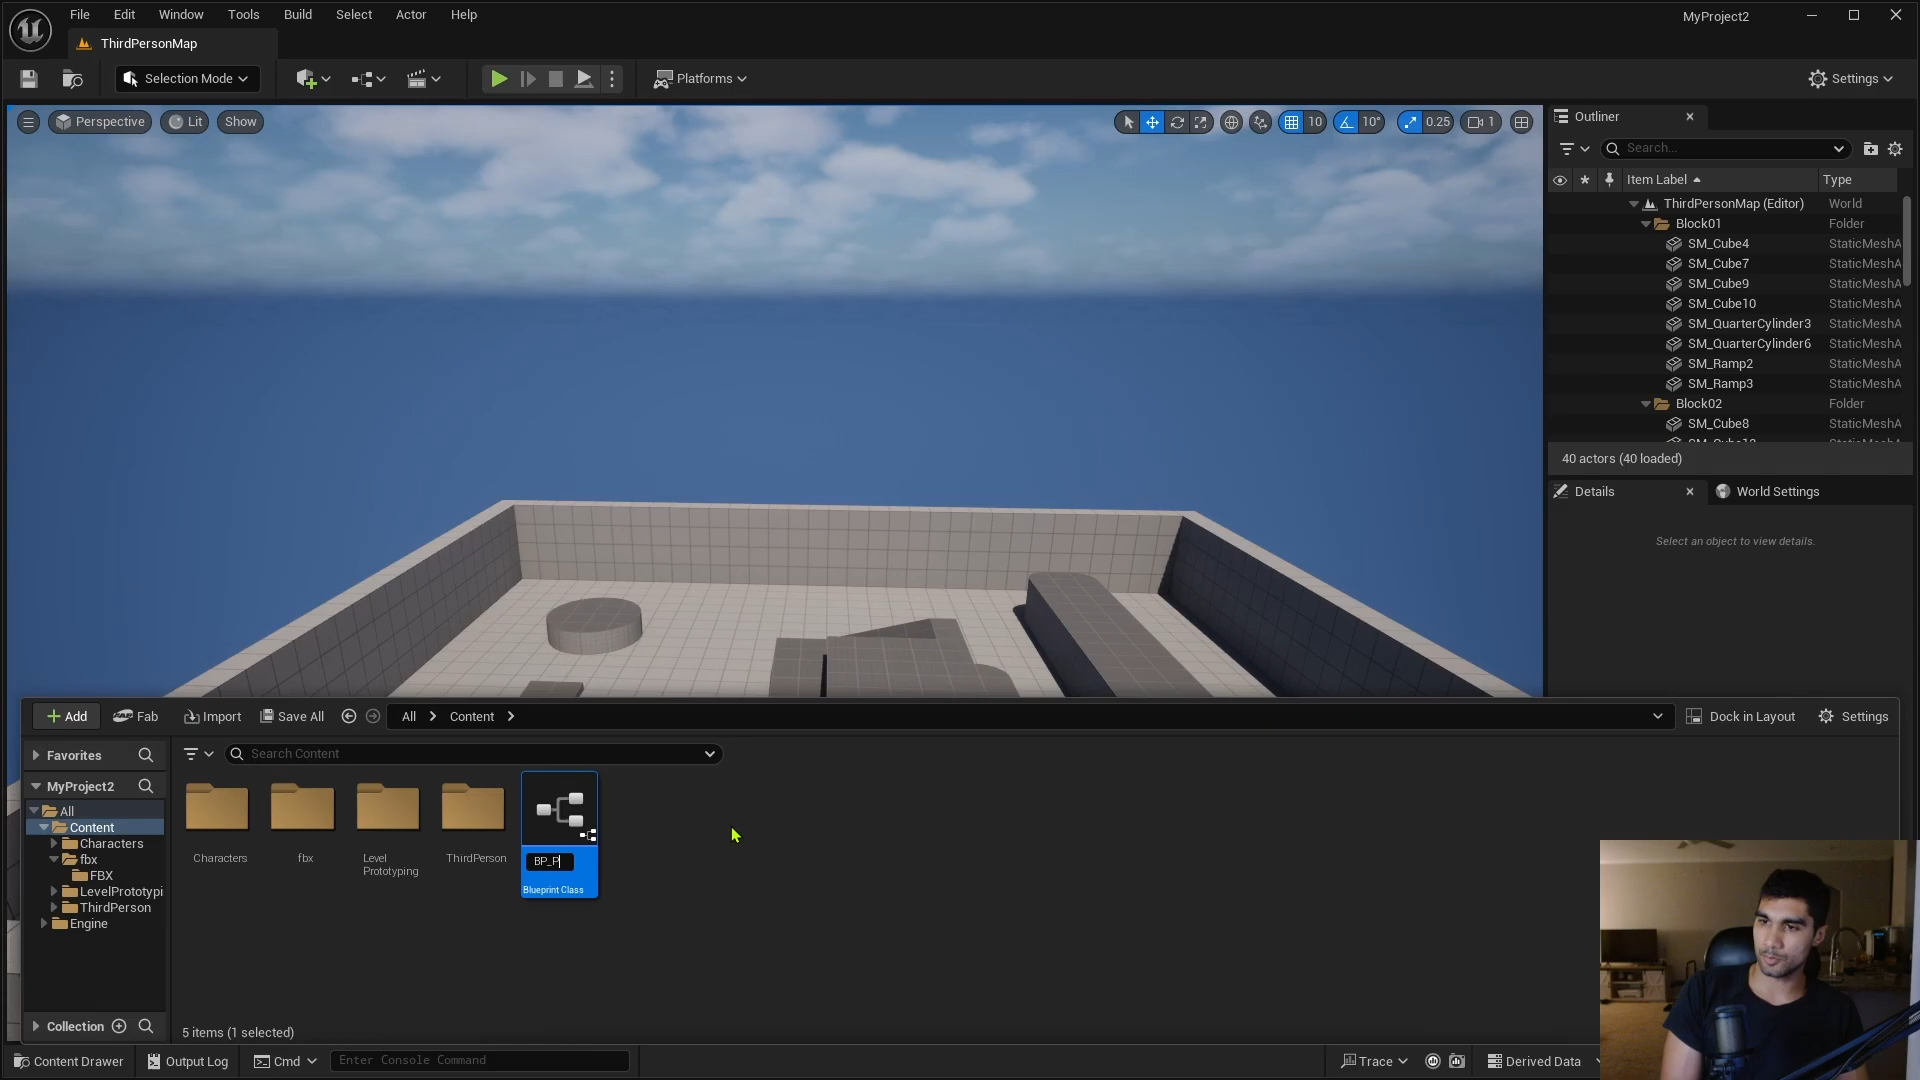 File Edit Window Tools Build Select Actor Help
MyProject2
ThirdPersonMap
Selection Mode
Platforms
Settings
Perspective
Lit
Show
10
10°
0.25
1
Outliner
Search...
Item Label
Type
ThirdPersonMap (Editor) World
Block01 Folder
SM_Cube4 StaticMeshA
SM_Cube7 StaticMeshA
SM_Cube9 StaticMeshA
SM_Cube10 StaticMeshA
SM_QuarterCylinder3 StaticMeshA
SM_QuarterCylinder6 StaticMeshA
SM_Ramp2 StaticMeshA
SM_Ramp3 StaticMeshA
Block02 Folder
SM_Cube8 StaticMeshA
40 actors (40 loaded)
Details
World Settings
Select an object to view details.
Add
Fab
Import
Save All
All
Content
Dock in Layout
Settings
Favorites
Search Content
MyProject2
All
Content
Characters
fbx
FBX
LevelPrototypi
ThirdPerson
Engine
Characters
fbx
Level
Prototyping
ThirdPerson
BP_P
Blueprint Class
Collection
5 items (1 selected)
Content Drawer
Output Log
Cmd
Enter Console Command
Trace
Derived Data